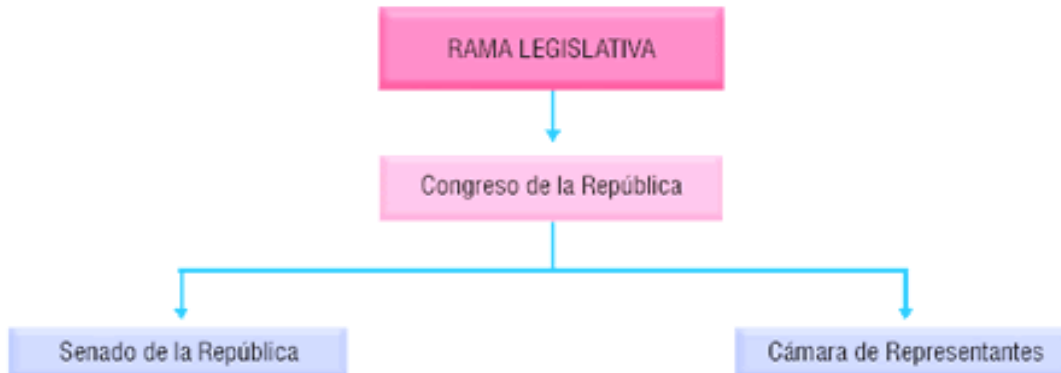 RAMA LEGISLATIVA
Congreso de la República
Senado de la República
Cámara de Representantes